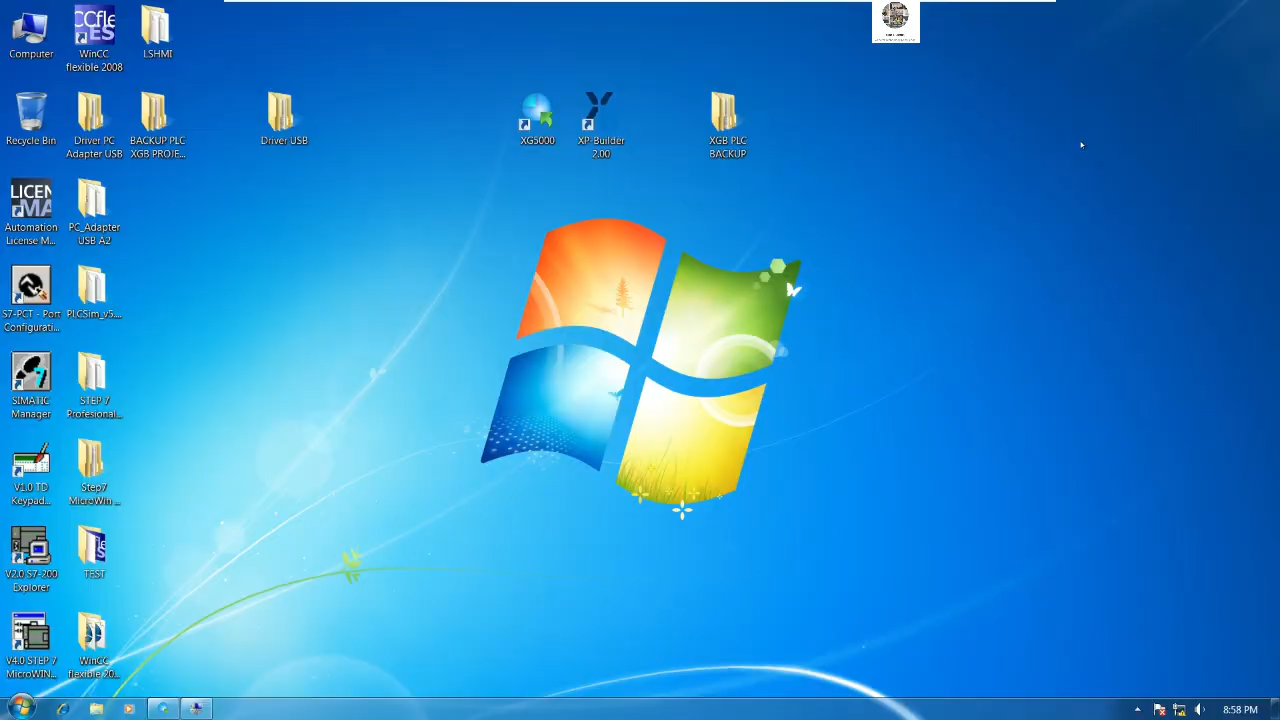 Computer
WinCC
flexible 2008
LSHMI
Recycle Bin
Driver PC
Adapter USB
BACKUP PLC
XGB PROJE...
Driver USB
XG5000
XP-Builder
2.00
XGB PLC
BACKUP
LICEN
MA
Automation
License M...
PC_Adapter
USB A2
S7-PCT - Port
Configurati...
PLCSim_v5....
SIMATIC
Manager
STEP 7
Profesional...
V1.0 TD
Keypad...
Step7
MicroWin ...
V2.0 S7-200
Explorer
TEST
V4.0 STEP 7
MicroWIN...
WinCC
flexible 20...
8:58 PM